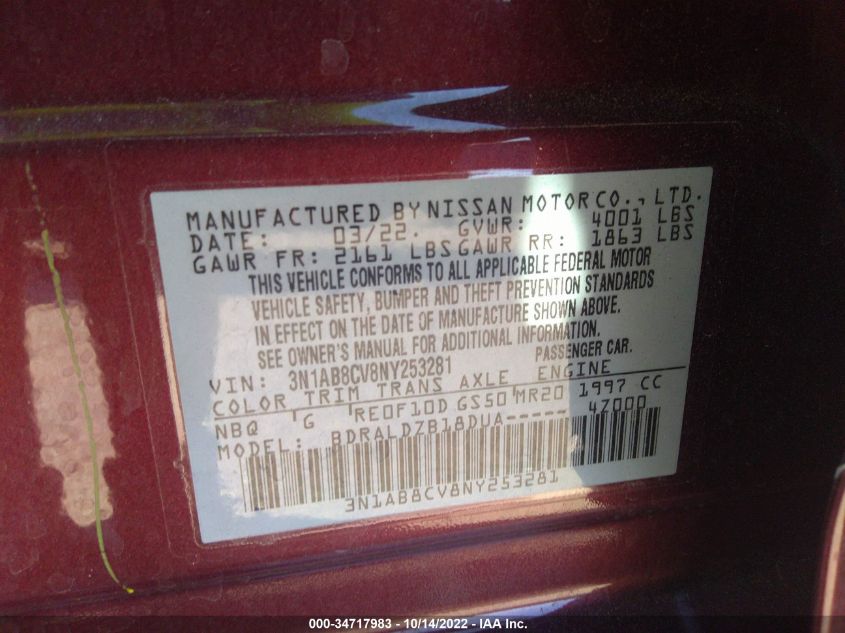 MANUFACTURED BY NISSAN MOTOR CO., LTD.
DATE: 03/22. GVWR: 4001 LBS
GAWR FR: 2161 LBS GAWR RR: 1863 LBS
THIS VEHICLE CONFORMS TO ALL APPLICABLE FEDERAL MOTOR
VEHICLE SAFETY, BUMPER AND THEFT PREVENTION STANDARDS
IN EFFECT ON THE DATE OF MANUFACTURE SHOWN ABOVE.
SEE OWNER'S MANUAL FOR ADDITIONAL INFORMATION.
VIN: 3N1AB8CV8NY253281 PASSENGER CAR.
COLOR TRIM TRANS AXLE ENGINE
NBQ G RE0F10D GS50 MR20 1997 CC
MODEL: BDRALDZB18DUA----- 4Z000
3N1AB8CV8NY253281
000-34717983 - 10/14/2022 - IAA Inc.